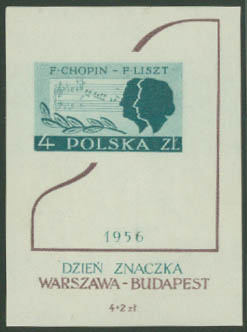 F·CHOPIN - F·LISZT
4 POLSKA ZŁ
1956
DZIEŃ ZNACZKA
WARSZAWA - BUDAPEST
4+2 zł